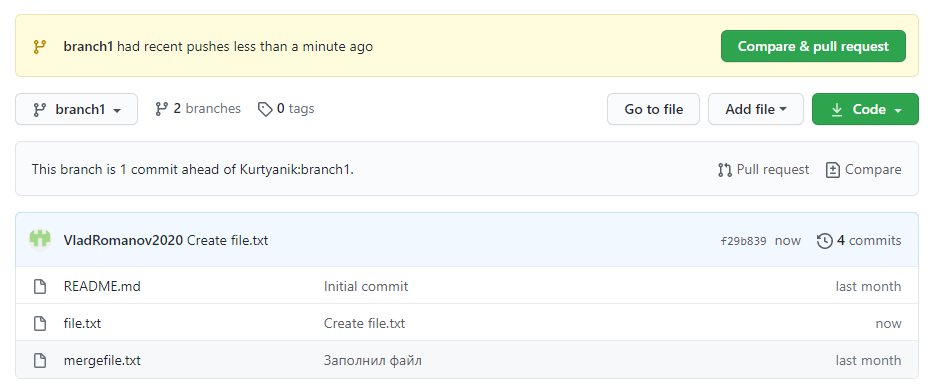 branch1 had recent pushes less than a minute ago Compare & pull request
branch1 2 branches 0 tags Go to file Add file Code
This branch is 1 commit ahead of Kurtyanik:branch1. Pull request Compare
VladRomanov2020 Create file.txt f29b839 now 4 commits
README.md Initial commit last month
file.txt Create file.txt now
mergefile.txt Заполнил файл last month